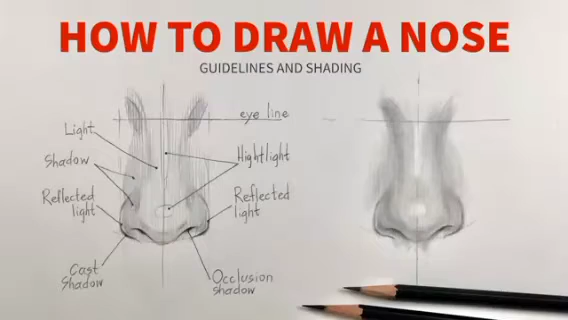 HOW TO DRAW A NOSE
GUIDELINES AND SHADING
eye line
Light
Hightlight
Shadow
Reflected
light
Reflected
light
Cast
shadow
Occlusion
shadow